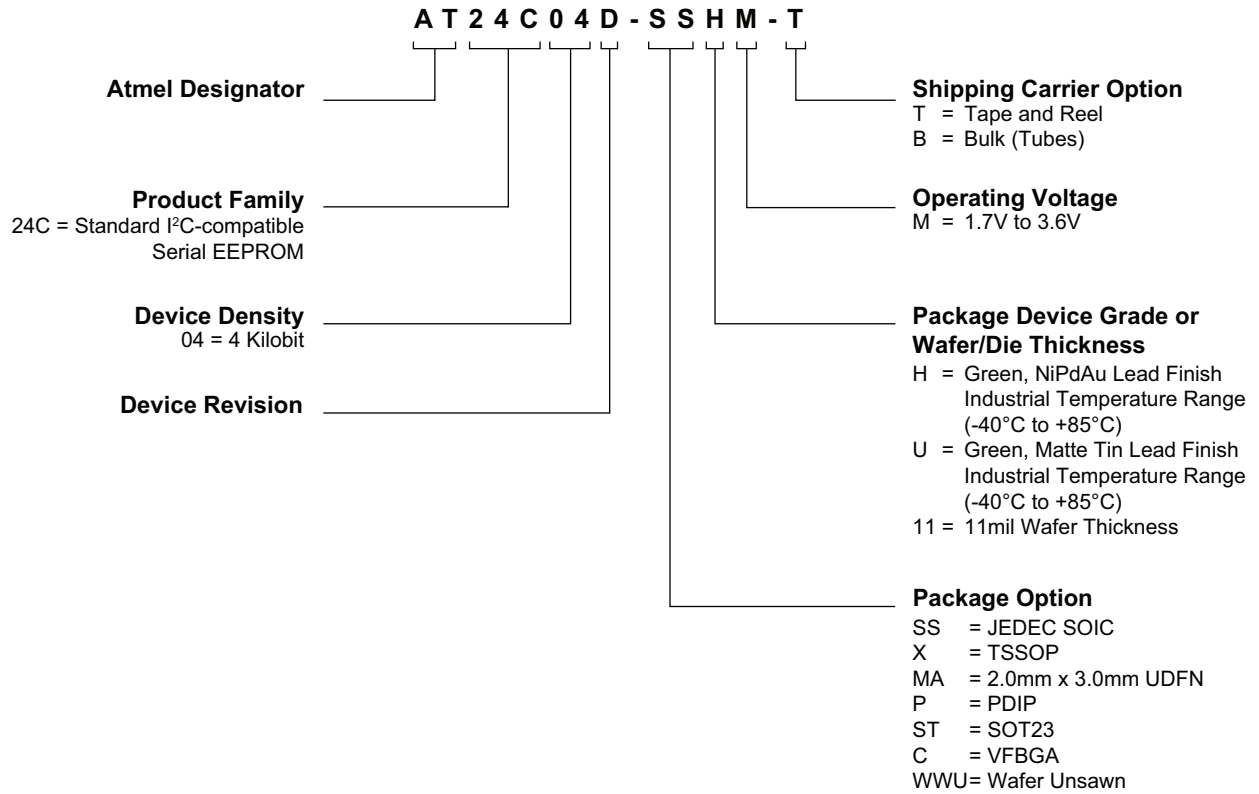 AT24C04D-SSHM-T
Atmel Designator
Product Family
24C = Standard I²C-compatible
Serial EEPROM
Device Density
04 = 4 Kilobit
Device Revision
Shipping Carrier Option
T = Tape and Reel
B = Bulk (Tubes)
Operating Voltage
M = 1.7V to 3.6V
Package Device Grade or
Wafer/Die Thickness
H = Green, NiPdAu Lead Finish
Industrial Temperature Range
(-40°C to +85°C)
U = Green, Matte Tin Lead Finish
Industrial Temperature Range
(-40°C to +85°C)
11 = 11mil Wafer Thickness
Package Option
SS = JEDEC SOIC
X = TSSOP
MA = 2.0mm x 3.0mm UDFN
P = PDIP
ST = SOT23
C = VFBGA
WWU= Wafer Unsawn